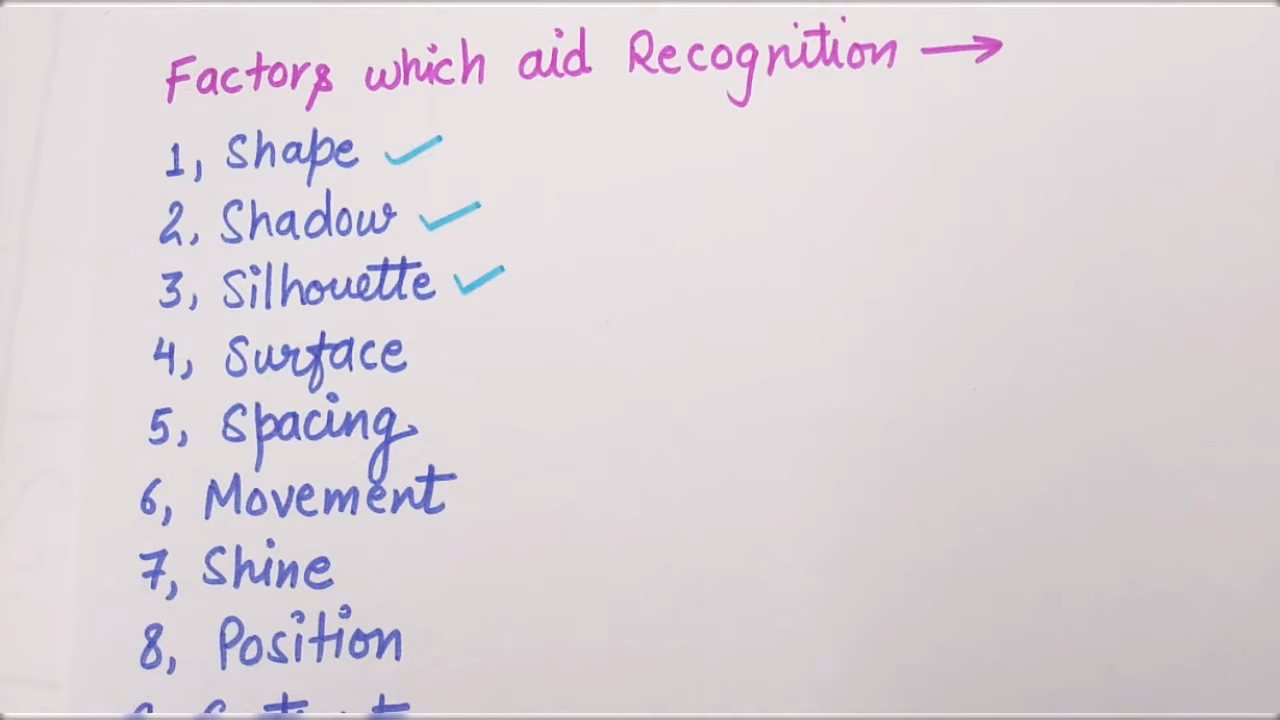 Factors which aid Recognition →
1, Shape ✓
2, Shadow ✓
3, Silhouette ✓
4, Surface
5, Spacing
6, Movement
7, Shine
8, Position